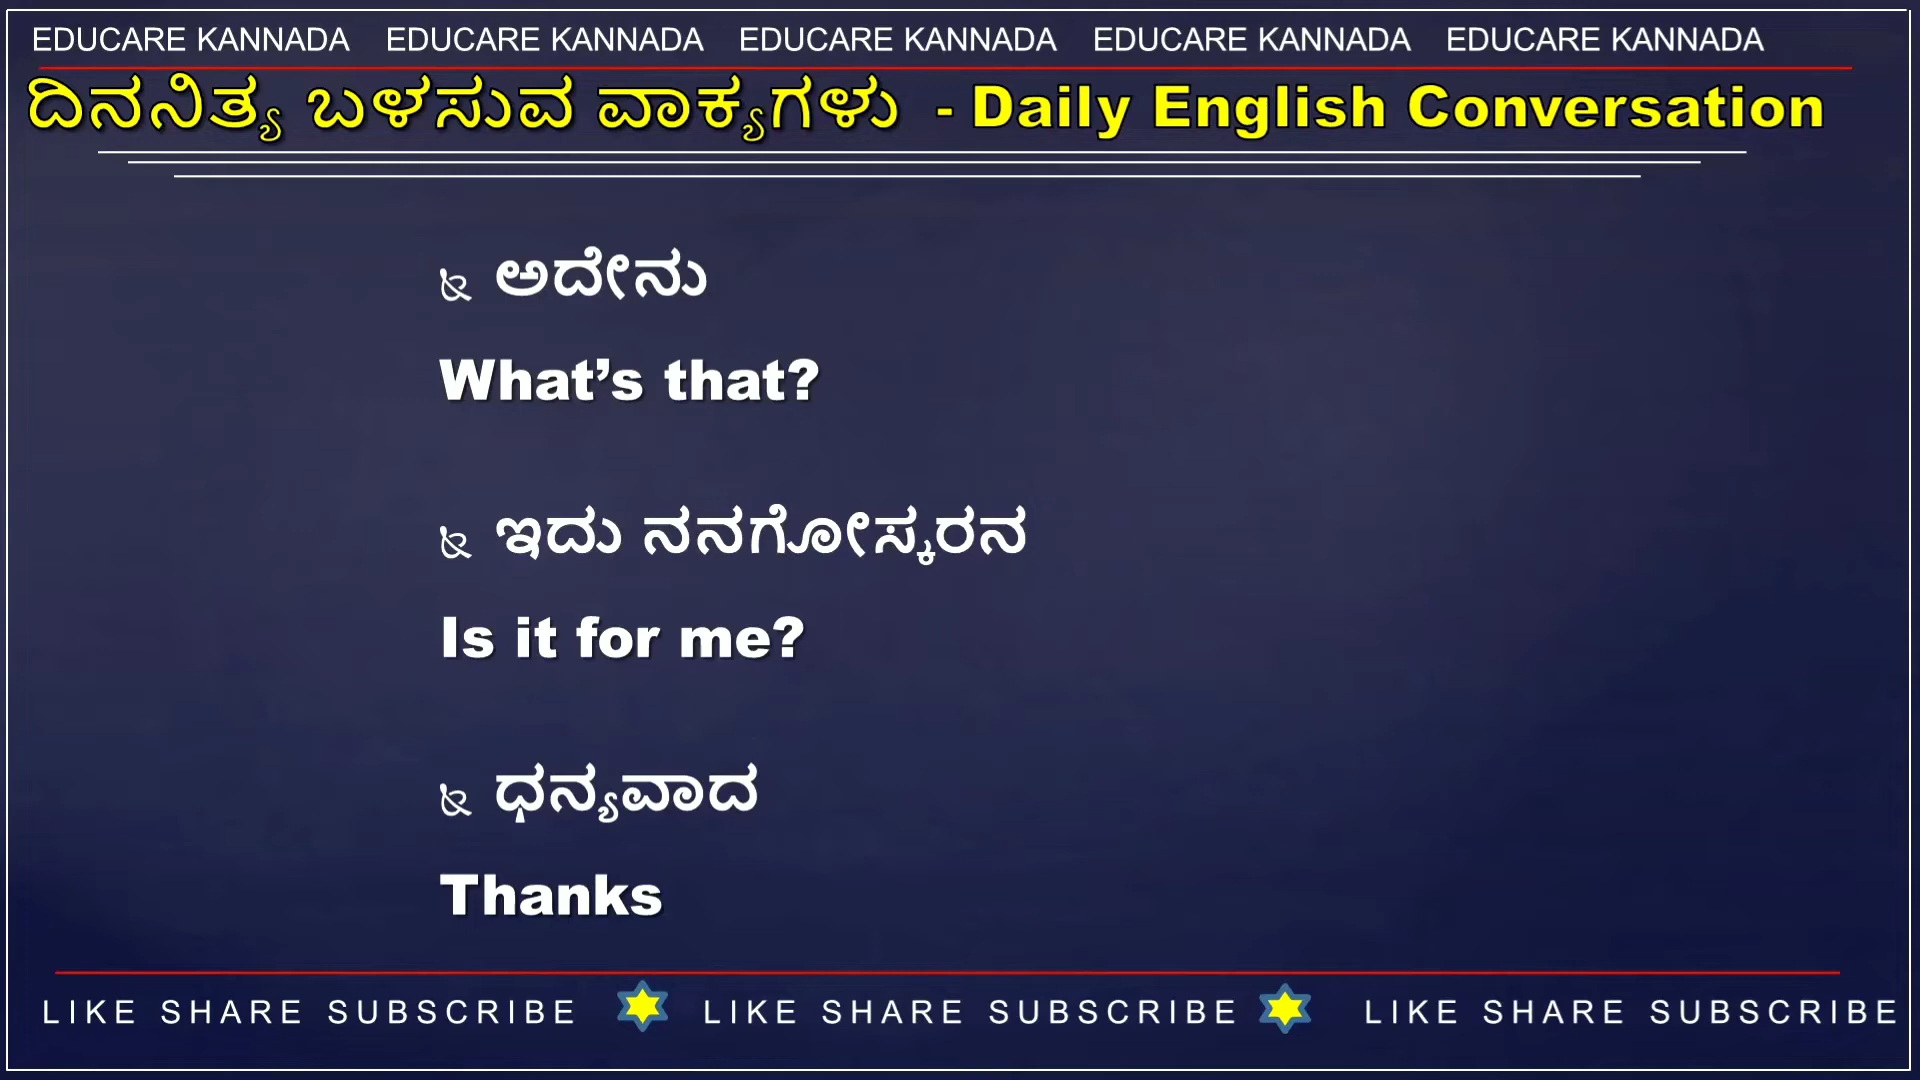 EDUCARE KANNADA EDUCARE KANNADA EDUCARE KANNADA EDUCARE KANNADA EDUCARE KANNADA
ದಿನನಿತ್ಯ ಬಳಸುವ ವಾಕ್ಯಗಳು - Daily English Conversation
ಅದೇನು
What’s that?
ಇದು ನನಗೋಸ್ಕರನ
Is it for me?
ಧನ್ಯವಾದ
Thanks
LIKE SHARE SUBSCRIBE LIKE SHARE SUBSCRIBE LIKE SHARE SUBSCRIBE